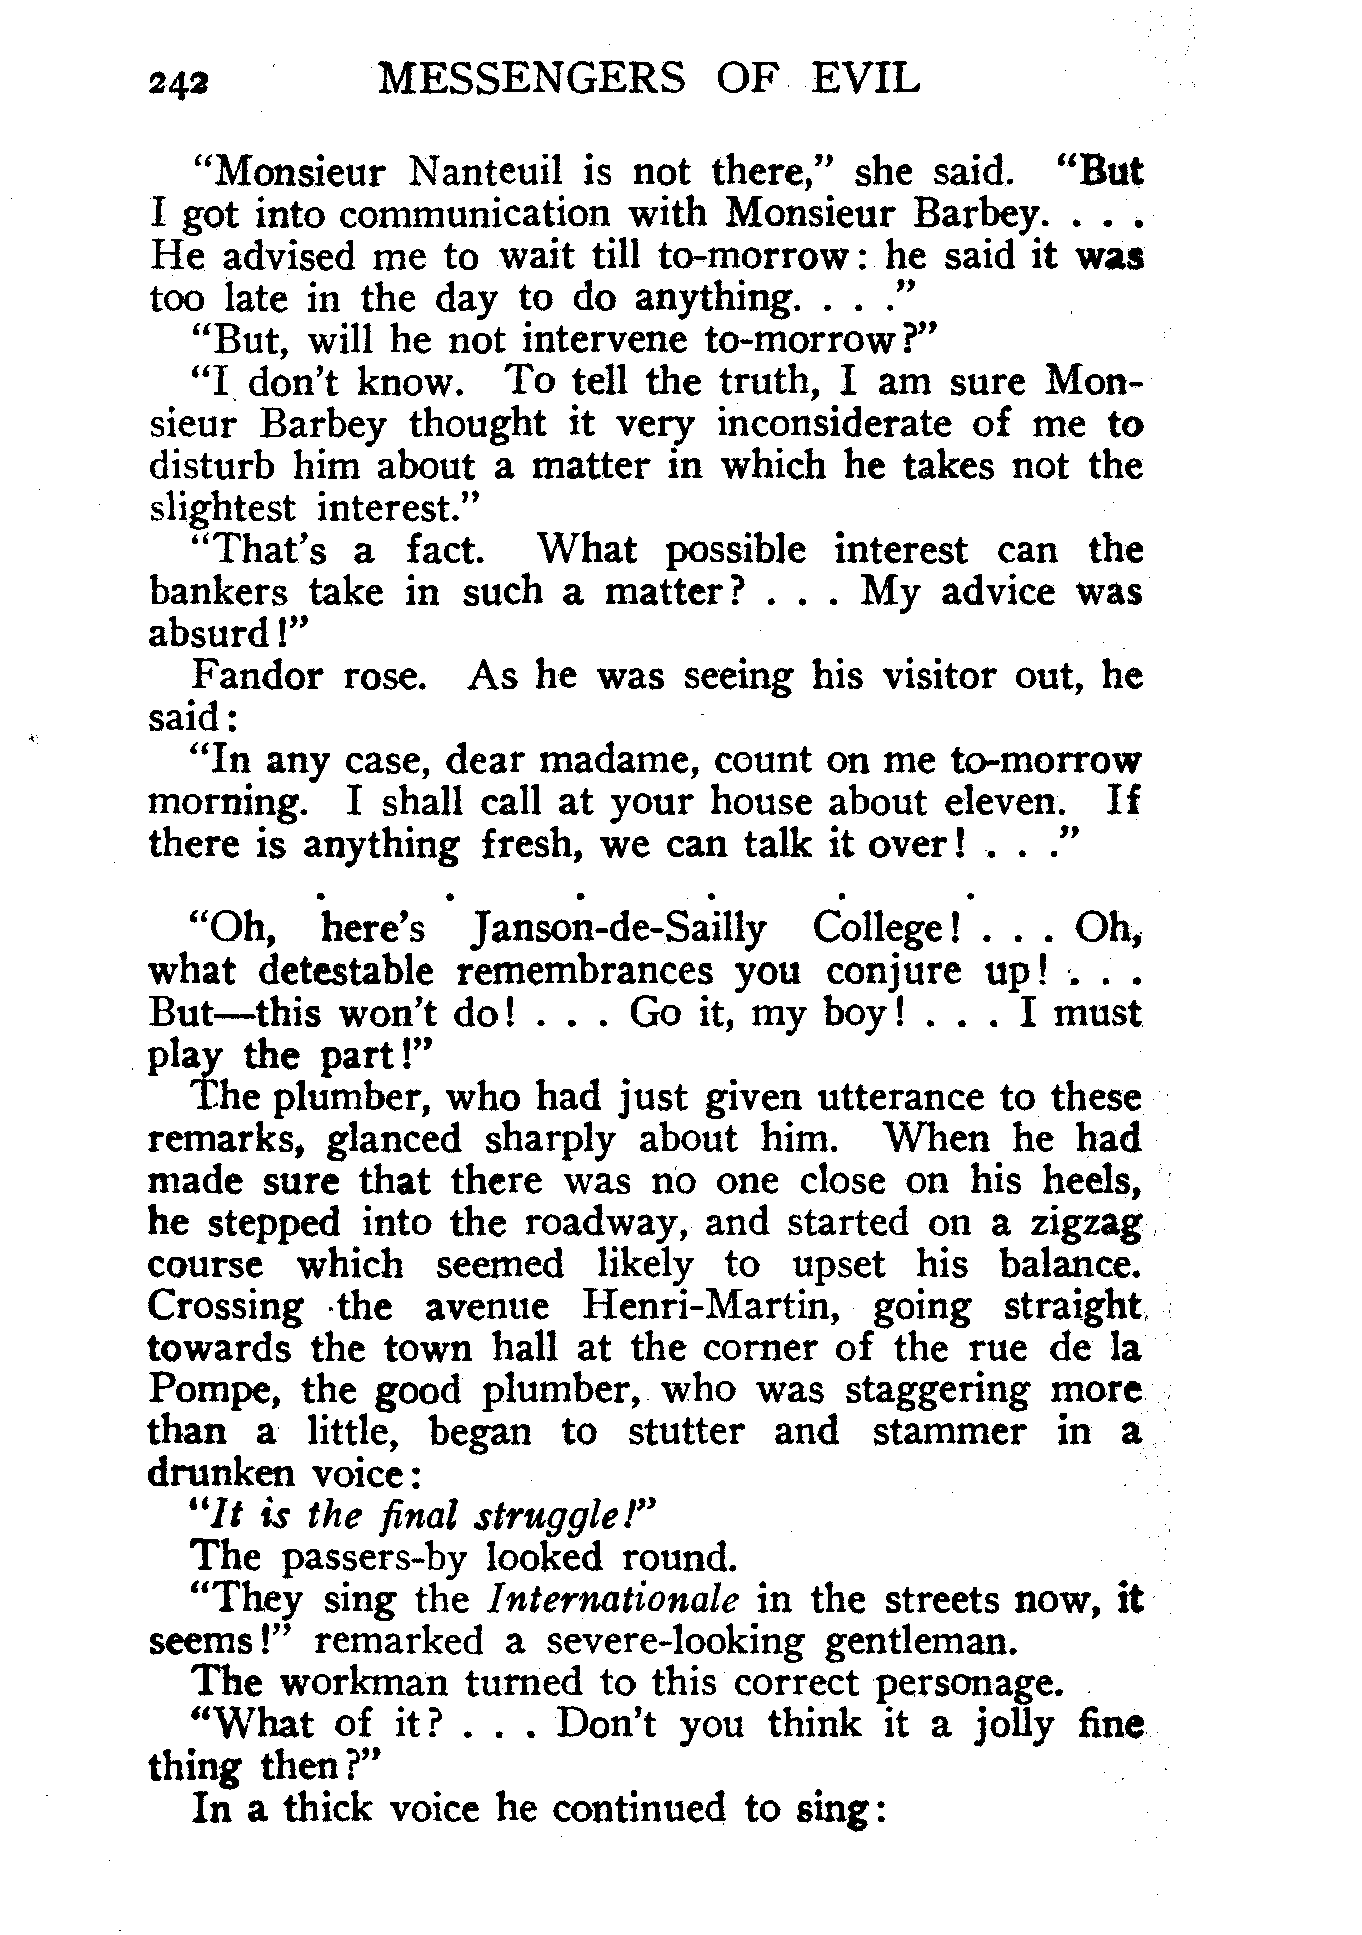 242 MESSENGERS OF EVIL
"Monsieur Nanteuil is not there," she said. "But
I got into communication with Monsieur Barbey. . . .
He advised me to wait till to-morrow: he said it was
too late in the day to do anything. . . ."
"But, will he not intervene to-morrow?"
"I don't know. To tell the truth, I am sure Mon-
sieur Barbey thought it very inconsiderate of me to
disturb him about a matter in which he takes not the
slightest interest."
"That's a fact. What possible interest can the
bankers take in such a matter? . . . My advice was
absurd!"
Fandor rose. As he was seeing his visitor out, he
said:
"In any case, dear madame, count on me to-morrow
morning. I shall call at your house about eleven. If
there is anything fresh, we can talk it over! . . ."
. . . . . .
"Oh, here's Janson-de-Sailly College! . . . Oh,
what detestable remembrances you conjure up! . . .
But—this won't do! . . . Go it, my boy! . . . I must
play the part!"
The plumber, who had just given utterance to these
remarks, glanced sharply about him. When he had
made sure that there was no one close on his heels,
he stepped into the roadway, and started on a zigzag
course which seemed likely to upset his balance.
Crossing the avenue Henri-Martin, going straight
towards the town hall at the corner of the rue de la
Pompe, the good plumber, who was staggering more
than a little, began to stutter and stammer in a
drunken voice:
"It is the final struggle!"
The passers-by looked round.
"They sing the Internationale in the streets now, it
seems!" remarked a severe-looking gentleman.
The workman turned to this correct personage.
"What of it? . . . Don't you think it a jolly fine
thing then?"
In a thick voice he continued to sing: